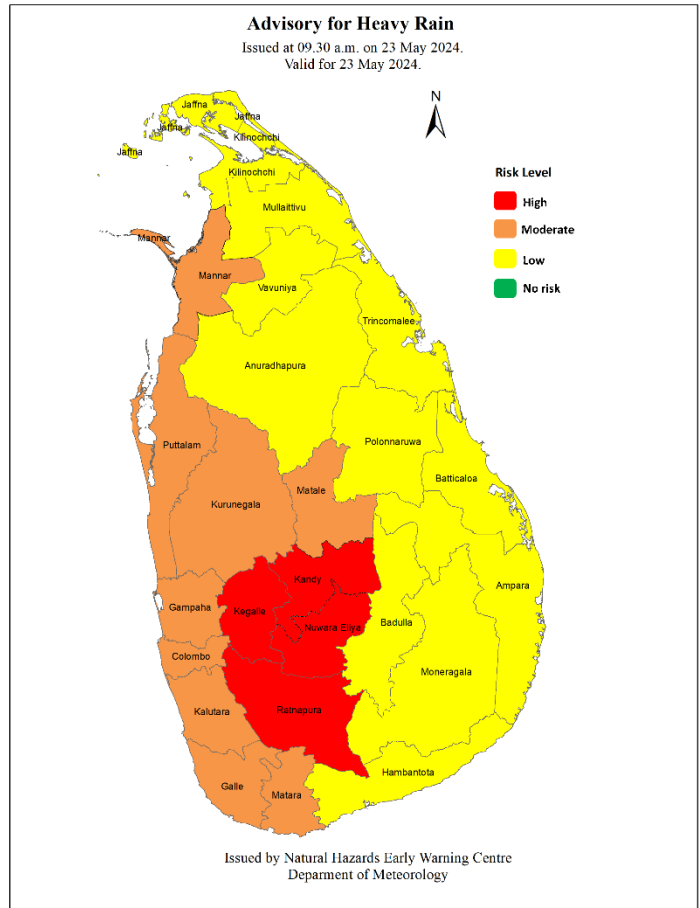 Advisory for Heavy Rain
Issued at 09.30 a.m. on 23 May 2024.
Valid for 23 May 2024.
N
Risk Level
High
Moderate
Low
No risk
Jaffna
Jaffna
Jaffna
Jaffna
Kilinochchi
Kilinochchi
Mullaittivu
Mannar
Mannar
Vavuniya
Trincomalee
Anuradhapura
Polonnaruwa
Puttalam
Batticaloa
Matale
Kurunegala
Kandy
Ampara
Gampaha
Kegalle
Badulla
Nuwara Eliya
Colombo
Moneragala
Ratnapura
Kalutara
Hambantota
Galle
Matara
Issued by Natural Hazards Early Warning Centre
Deparment of Meteorology